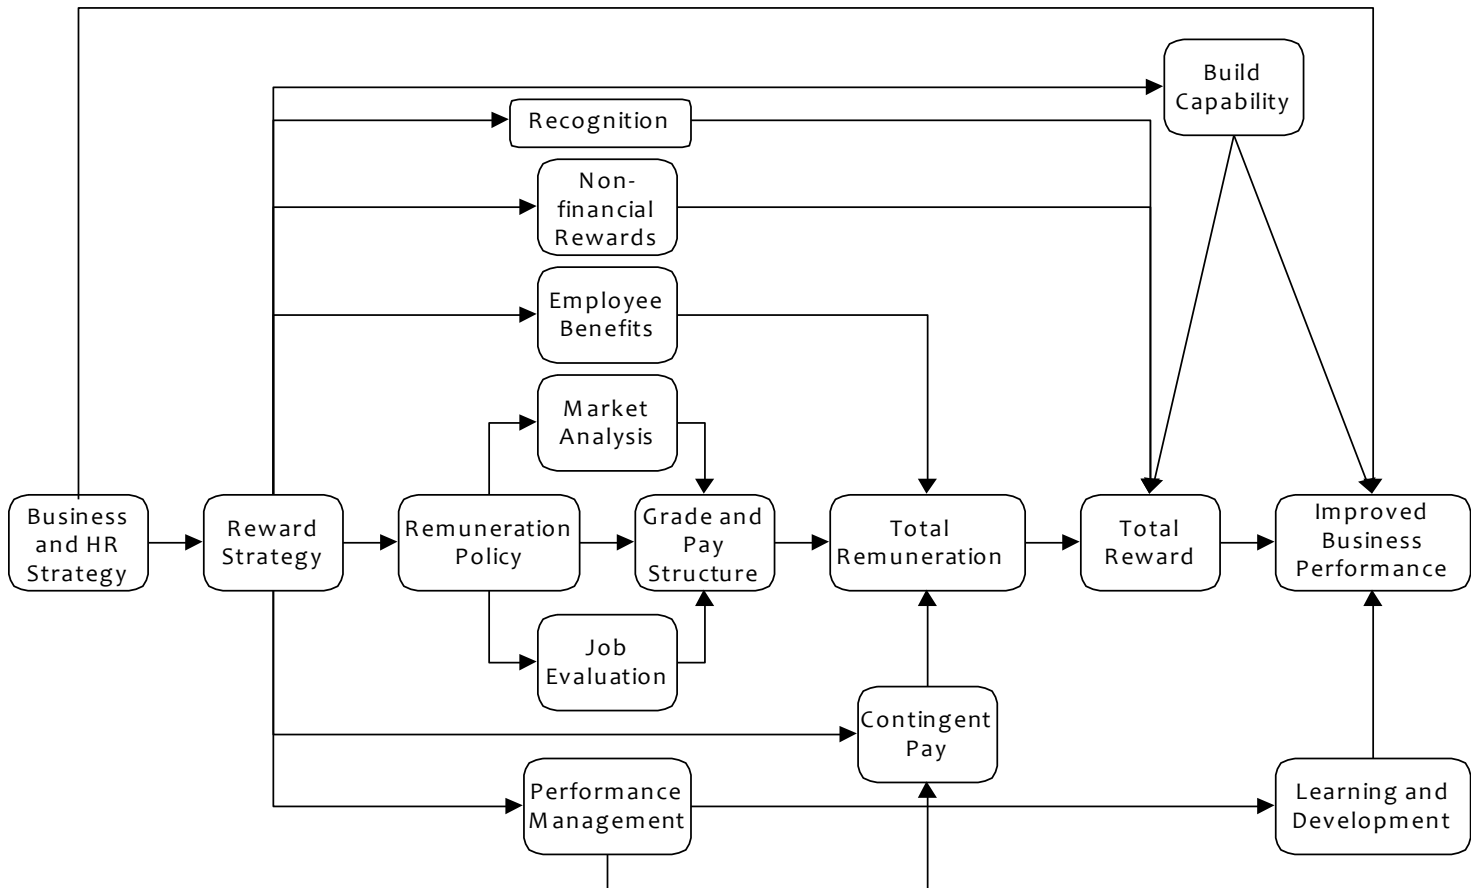 Build
Capability
Recognition
Non-
financial
Rewards
Employee
Benefits
Market
Analysis
Business
and HR
Strategy
Reward
Strategy
Remuneration
Policy
Grade and
Pay
Structure
Total
Remuneration
Total
Reward
Improved
Business
Performance
Job
Evaluation
Contingent
Pay
Performance
Management
Learning and
Development